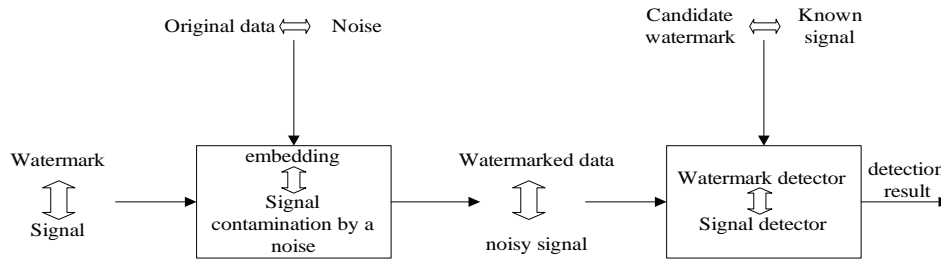 Original data Noise
Candidate Known
watermark signal
Watermark
Signal
embedding
Signal
contamination by a
noise
Watermarked data
noisy signal
Watermark detector
Signal detector
detection
result